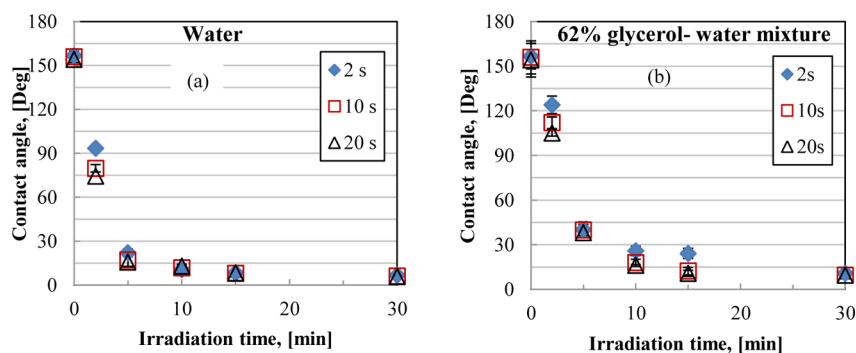 Water
(a)
Contact angle, [Deg]
180
150
120
90
60
30
0
2 s
10 s
20 s
0
10
20
30
Irradiation time, [min]
62% glycerol- water mixture
(b)
Contact angle, [Deg]
180
150
120
90
60
30
0
2s
10s
20s
0
10
20
30
Irradiation time, [min]